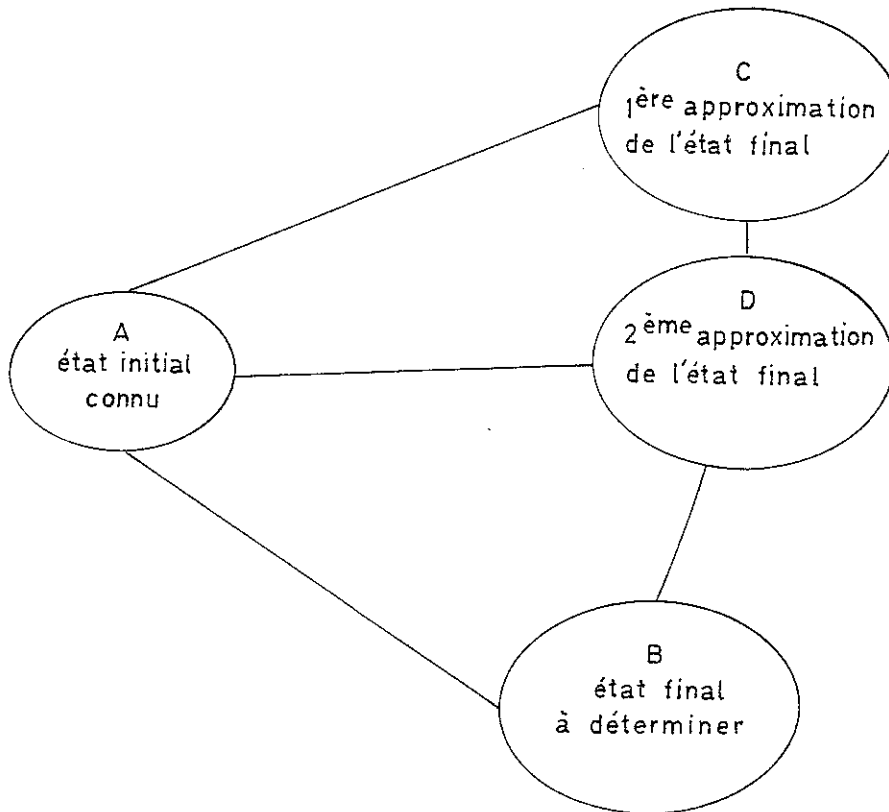 C
1ère approximation
de l'état final
D
2ème approximation
de l'état final
A
état initial
connu
B
état final
à déterminer